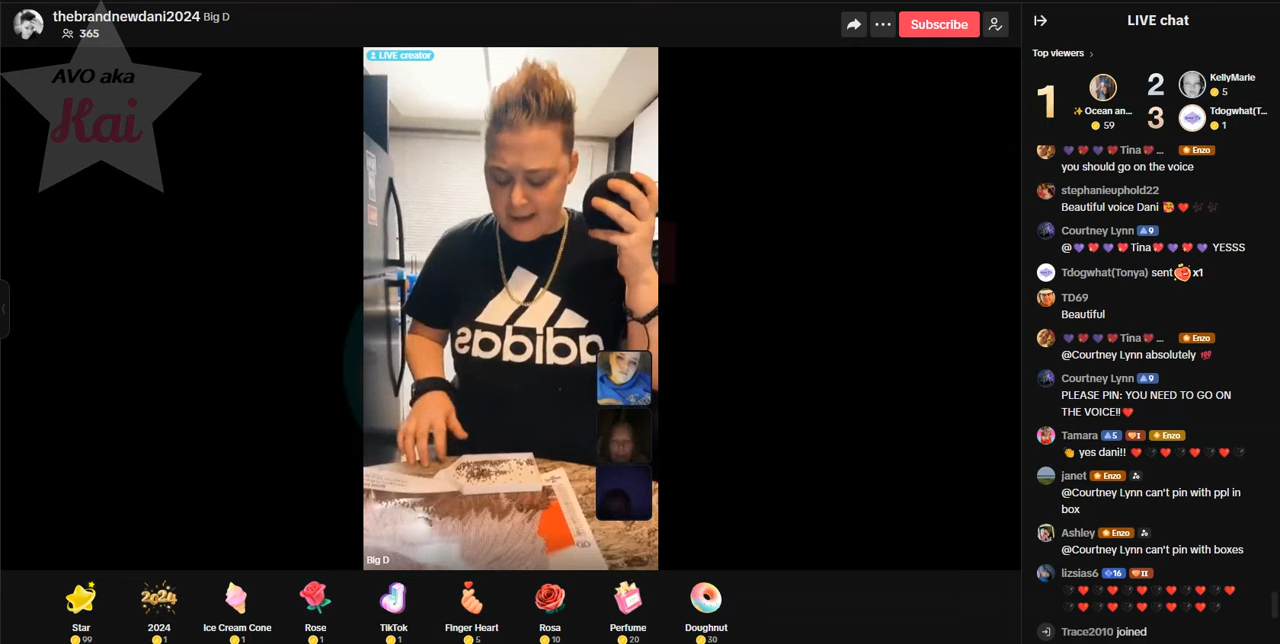 thebrandnewdani2024 Big D
365
Subscribe
AVO aka
Kai
LIVE creator
adidas
Big D
Star
99
2024
2024
1
Ice Cream Cone
1
Rose
1
TikTok
1
Finger Heart
5
Rosa
10
Perfume
20
Doughnut
30
LIVE chat
Top viewers
1
✨Ocean an...
59
2
KellyMarie
5
3
Tdogwhat(T...
1
💜 💖 💜 💖 Tina 💖 ... Enzo
you should go on the voice
stephanieuphold22
Beautiful voice Dani 🥰 ❤️ 🖤 🖤
Courtney Lynn 9
@💜 💖 💜 💖Tina💖 💜 💖 💜 YESSS
Tdogwhat(Tonya) sent x1
TD69
Beautiful
💜 💖 💜 💖 Tina 💖 ... Enzo
@Courtney Lynn absolutely 💯
Courtney Lynn 9
PLEASE PIN: YOU NEED TO GO ON
THE VOICE!!❤️
Tamara 5 I Enzo
👏 yes dani!! ❤️ 🖤 ❤️ 🖤 ❤️ 🖤 ❤️ 🖤
janet Enzo
@Courtney Lynn can't pin with ppl in
box
Ashley Enzo
@Courtney Lynn can't pin with boxes
lizsias6 16 II
🖤 ❤️ 🖤 ❤️ 🖤 ❤️ 🖤 ❤️ 🖤 ❤️ 🖤 ❤️
🖤 ❤️ 🖤 ❤️ 🖤 ❤️ 🖤 ❤️ 🖤 ❤️ 🖤
Trace2010 joined